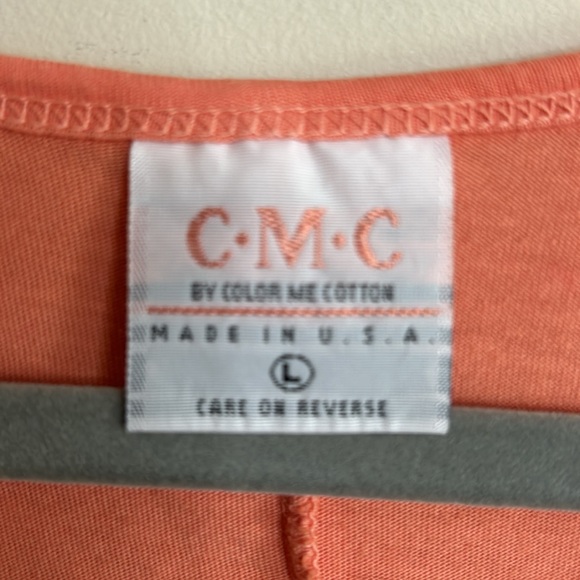 C·M·C
BY COLOR ME COTTON
MADE IN U.S.A.
L
CARE ON REVERSE